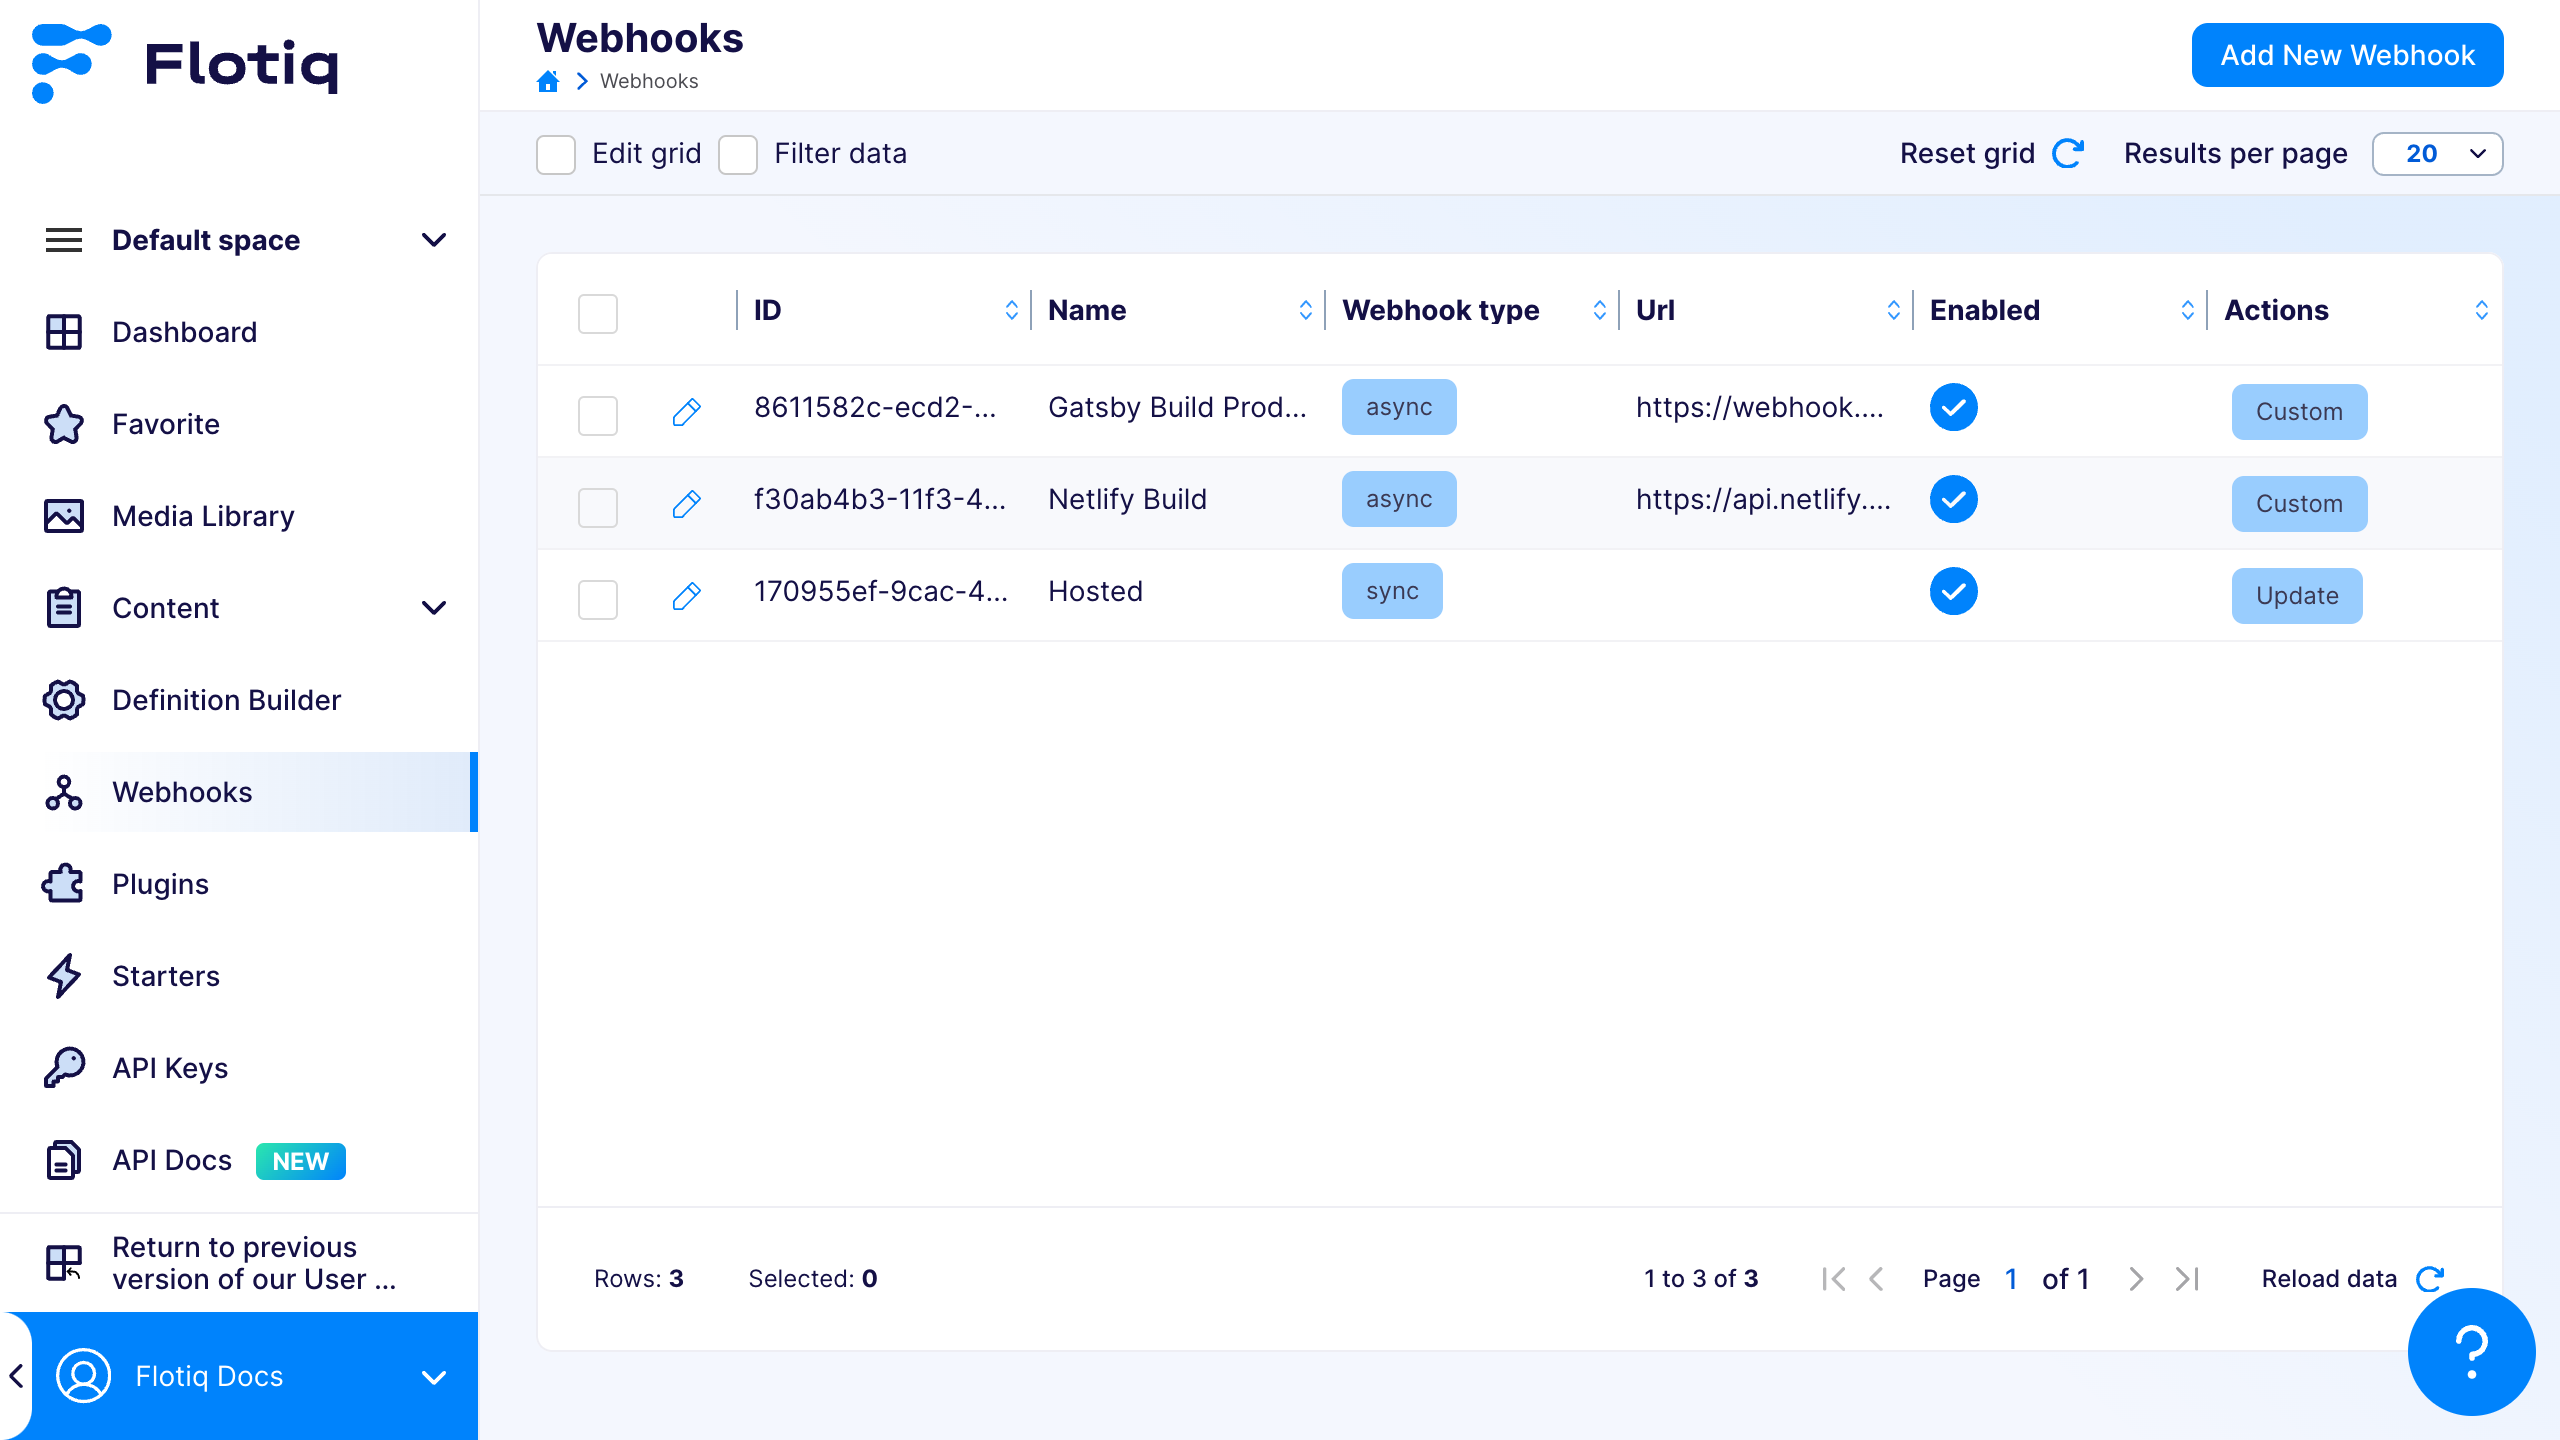 Flotiq
Default space
Dashboard
Favorite
Media Library
Content
Definition Builder
Webhooks
Plugins
Starters
API Keys
API Docs NEW
Return to previous
version of our User ...
Flotiq Docs
Webhooks
Webhooks
Add New Webhook
Edit grid Filter data Reset grid Results per page 20
ID Name Webhook type Url Enabled Actions
8611582c-ecd2-... Gatsby Build Prod... async https://webhook.... Custom
f30ab4b3-11f3-4... Netlify Build async https://api.netlify.... Custom
170955ef-9cac-4... Hosted sync Update
Rows: 3 Selected: 0 1 to 3 of 3 Page 1 of 1 Reload data
?